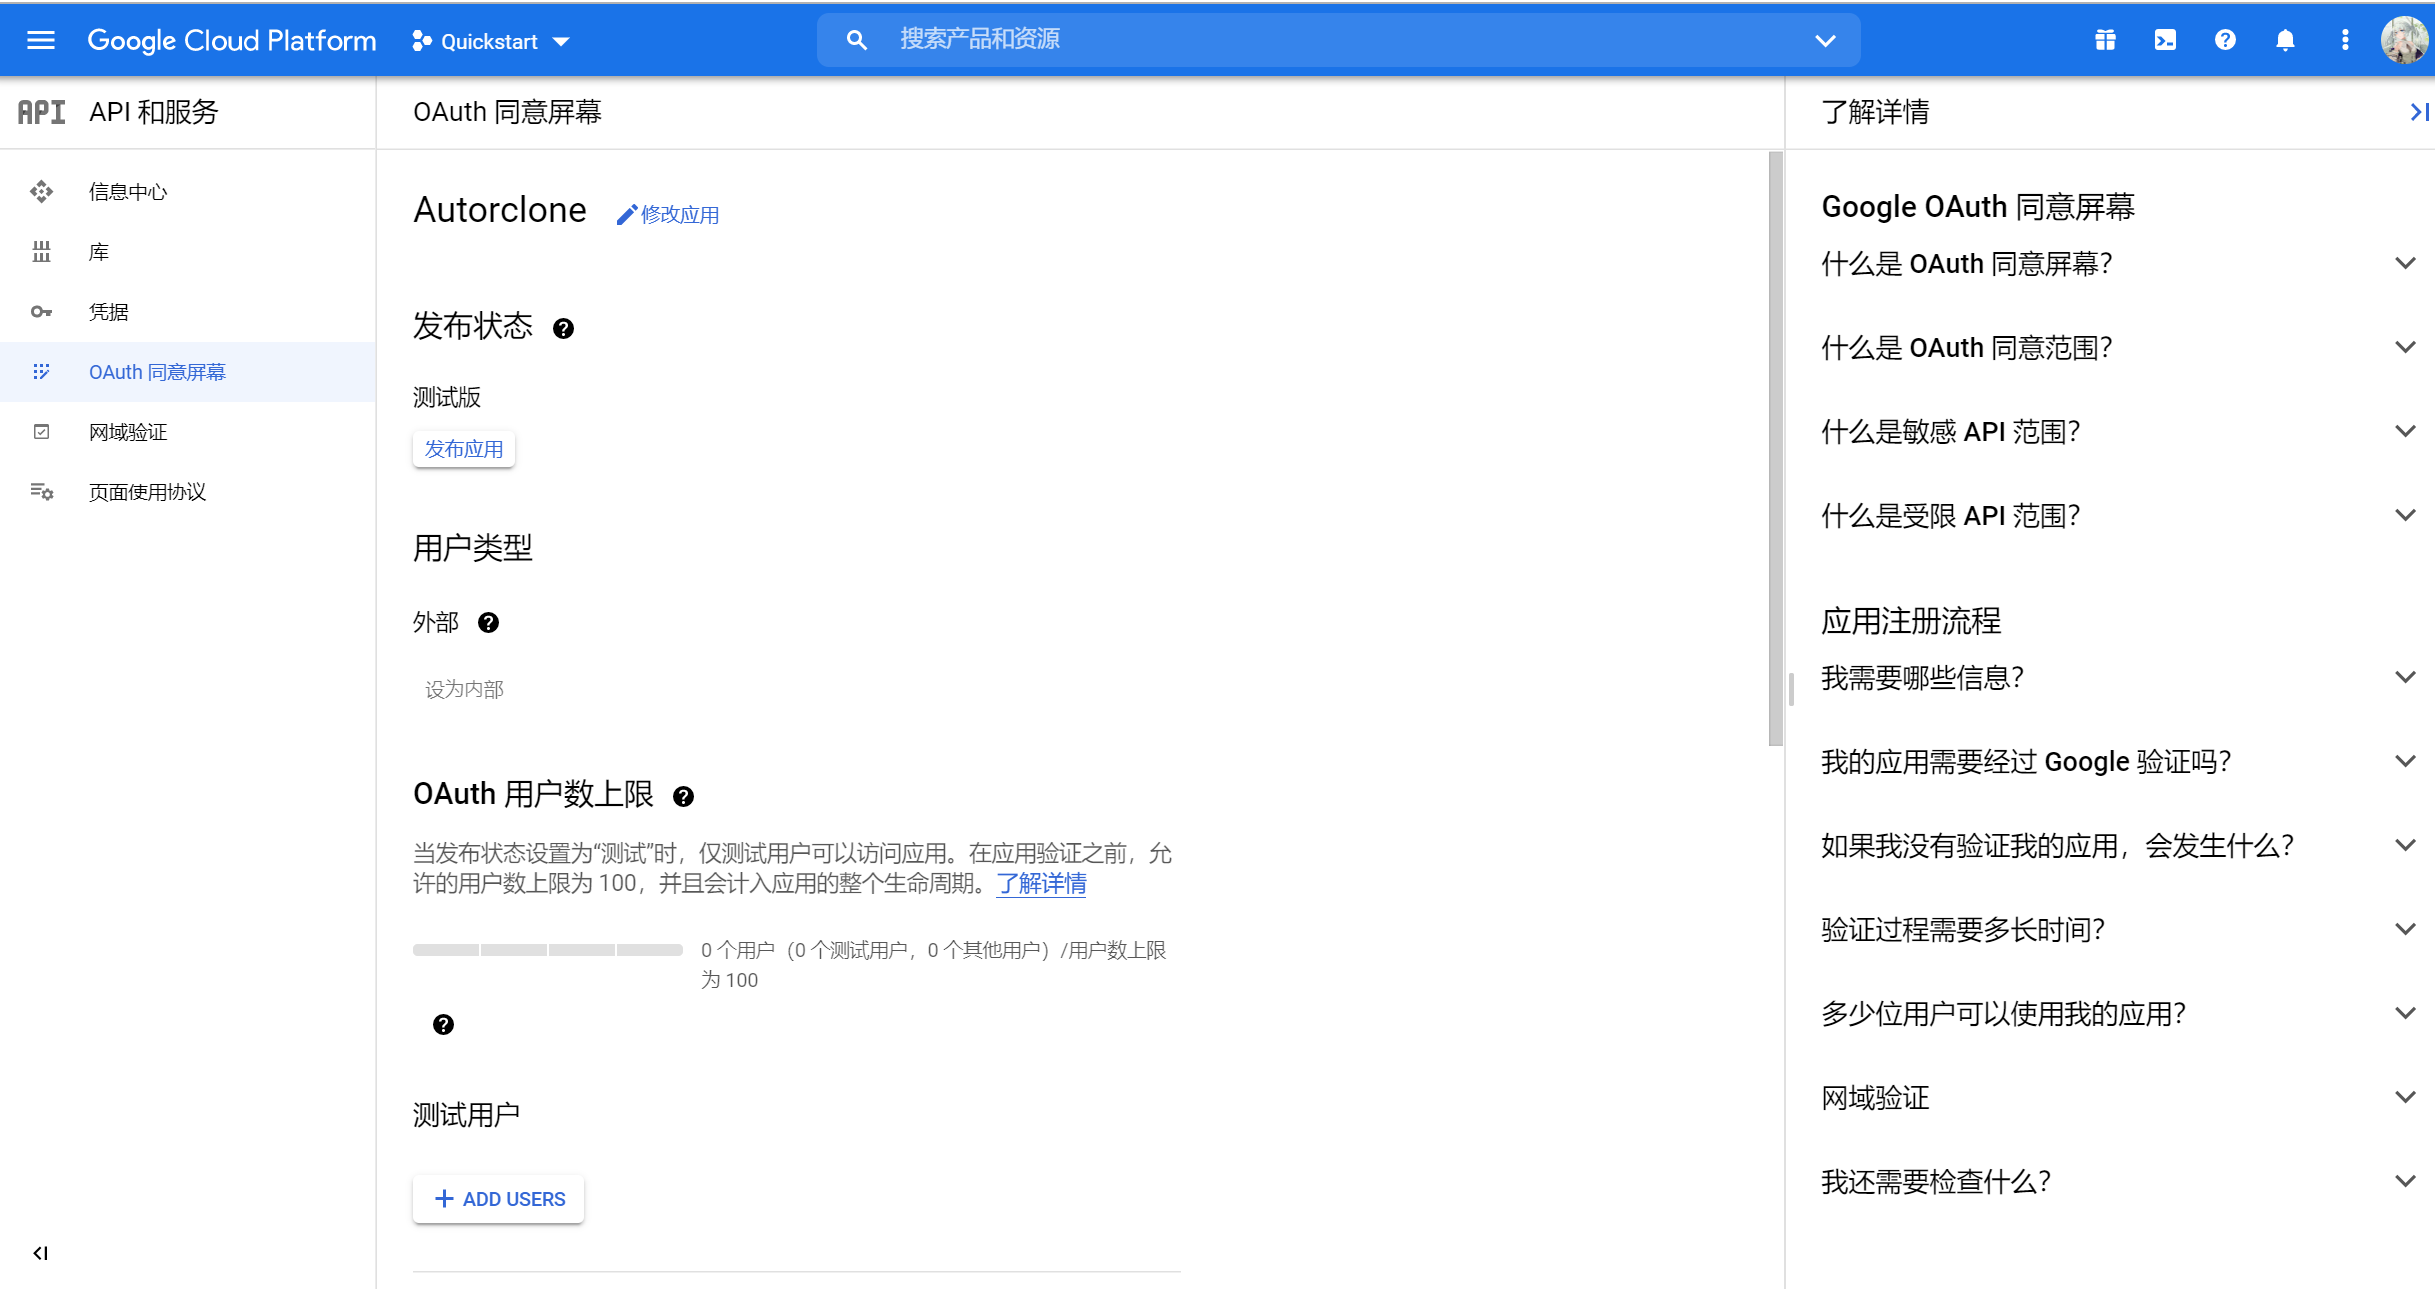 Google Cloud Platform
Quickstart
搜索产品和资源
API
API 和服务
信息中心
库
凭据
OAuth 同意屏幕
网域验证
页面使用协议
OAuth 同意屏幕
Autorclone
修改应用
发布状态
测试版
发布应用
用户类型
外部
设为内部
OAuth 用户数上限
当发布状态设置为“测试”时，仅测试用户可以访问应用。在应用验证之前，允
许的用户数上限为 100，并且会计入应用的整个生命周期。了解详情
0 个用户（0 个测试用户，0 个其他用户）/用户数上限
为 100
测试用户
ADD USERS
了解详情
Google OAuth 同意屏幕
什么是 OAuth 同意屏幕？
什么是 OAuth 同意范围？
什么是敏感 API 范围？
什么是受限 API 范围？
应用注册流程
我需要哪些信息？
我的应用需要经过 Google 验证吗？
如果我没有验证我的应用，会发生什么？
验证过程需要多长时间？
多少位用户可以使用我的应用？
网域验证
我还需要检查什么？